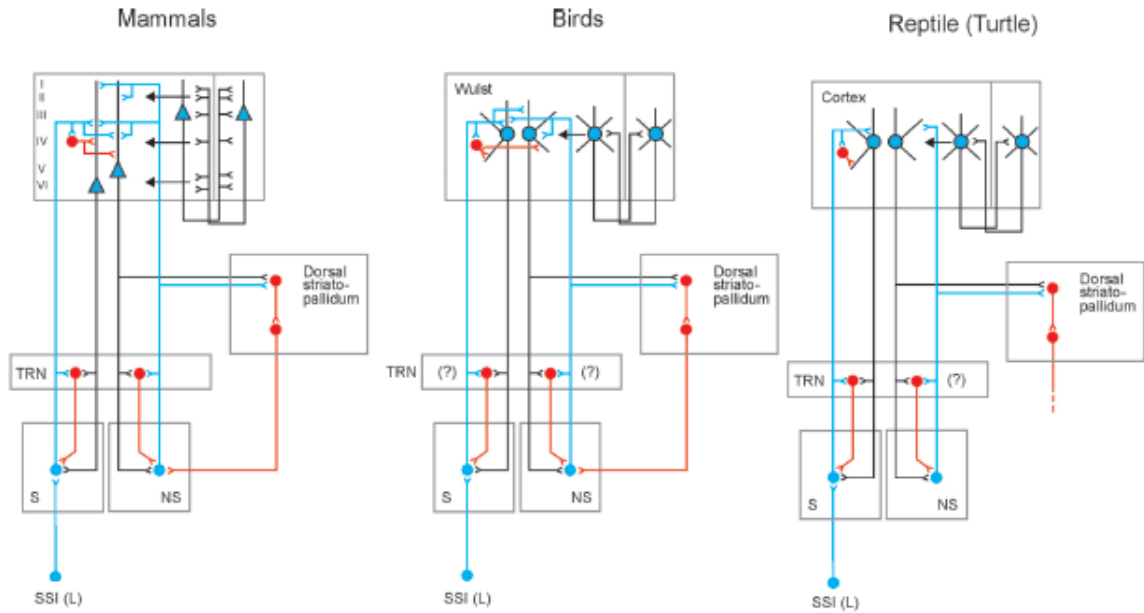 Mammals
Birds
Reptile (Turtle)
I
II
III
IV
V
VI
Wulst
Cortex
Dorsal
striato-
pallidum
Dorsal
striato-
pallidum
Dorsal
striato-
pallidum
TRN
TRN (?) (?)
TRN (?)
S NS
S NS
S NS
SSI (L)
SSI (L)
SSI (L)